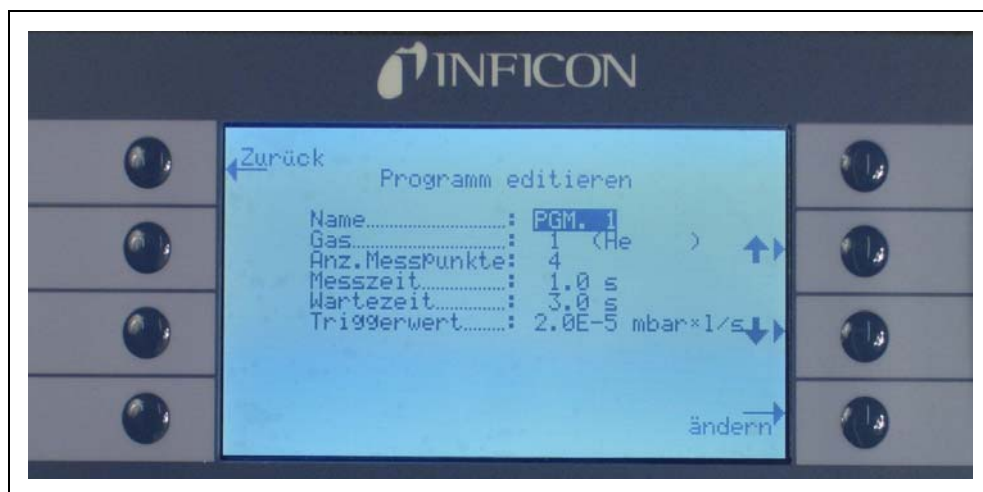 INFICON
Zurück
Programm editieren
Name..............: PGM. 1
Gas...............: 1 (He )
Anz.Messpunkte: 4
Messzeit..........: 1.0 s
Wartezeit.........: 3.0 s
Triggerwert.......: 2.0E-5 mbar*l/s
ändern